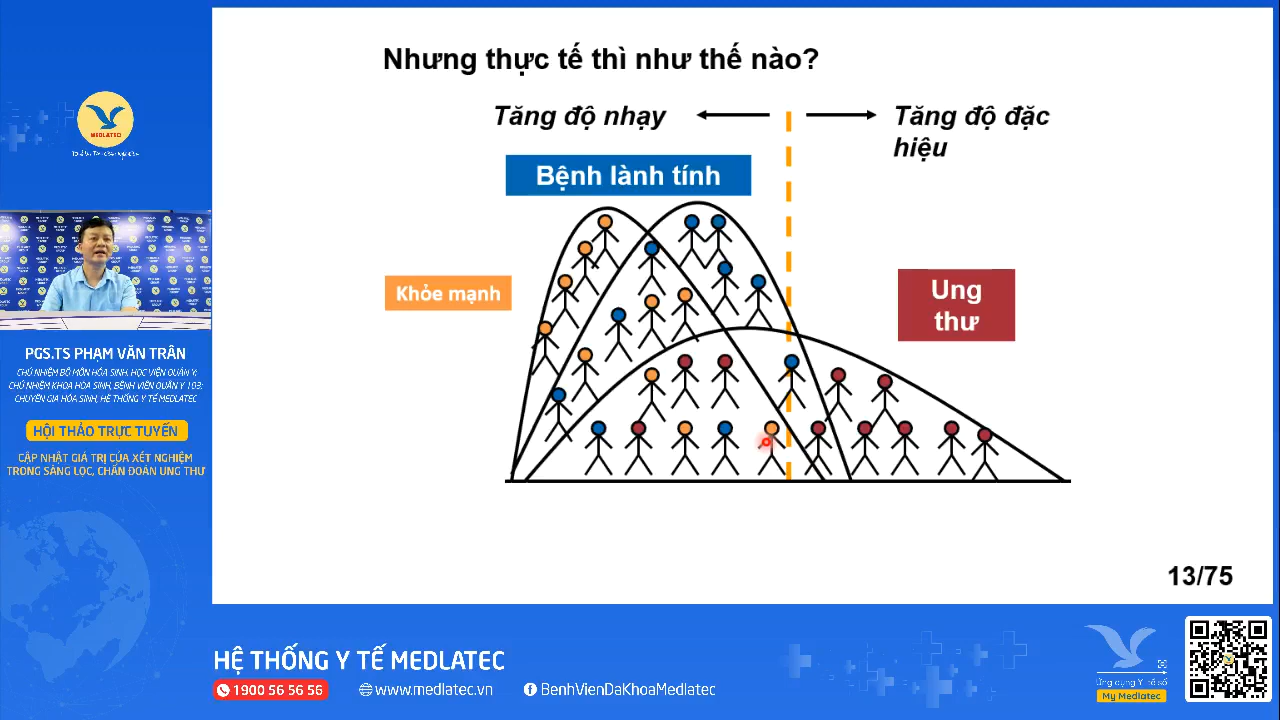 MEDLATEC
Nhưng thực tế thì như thế nào?
Tăng độ nhạy
Tăng độ đặc
hiệu
Bệnh lành tính
Khỏe mạnh
Ung
thư
PGS.TS PHẠM VĂN TRÂN
CHỦ NHIỆM BỘ MÔN HÓA SINH, HỌC VIỆN QUÂN Y;
CHỦ NHIỆM KHOA HÓA SINH, BỆNH VIỆN QUÂN Y 103;
CHUYÊN GIA HÓA SINH, HỆ THỐNG Y TẾ MEDLATEC
HỘI THẢO TRỰC TUYẾN
CẬP NHẬT GIÁ TRỊ CỦA XÉT NGHIỆM
TRONG SÀNG LỌC, CHẨN ĐOÁN UNG THƯ
13/75
HỆ THỐNG Y TẾ MEDLATEC
1900 56 56 56
www.medlatec.vn
BenhVienDaKhoaMedlatec
Ứng dụng Y tế số
My Medlatec